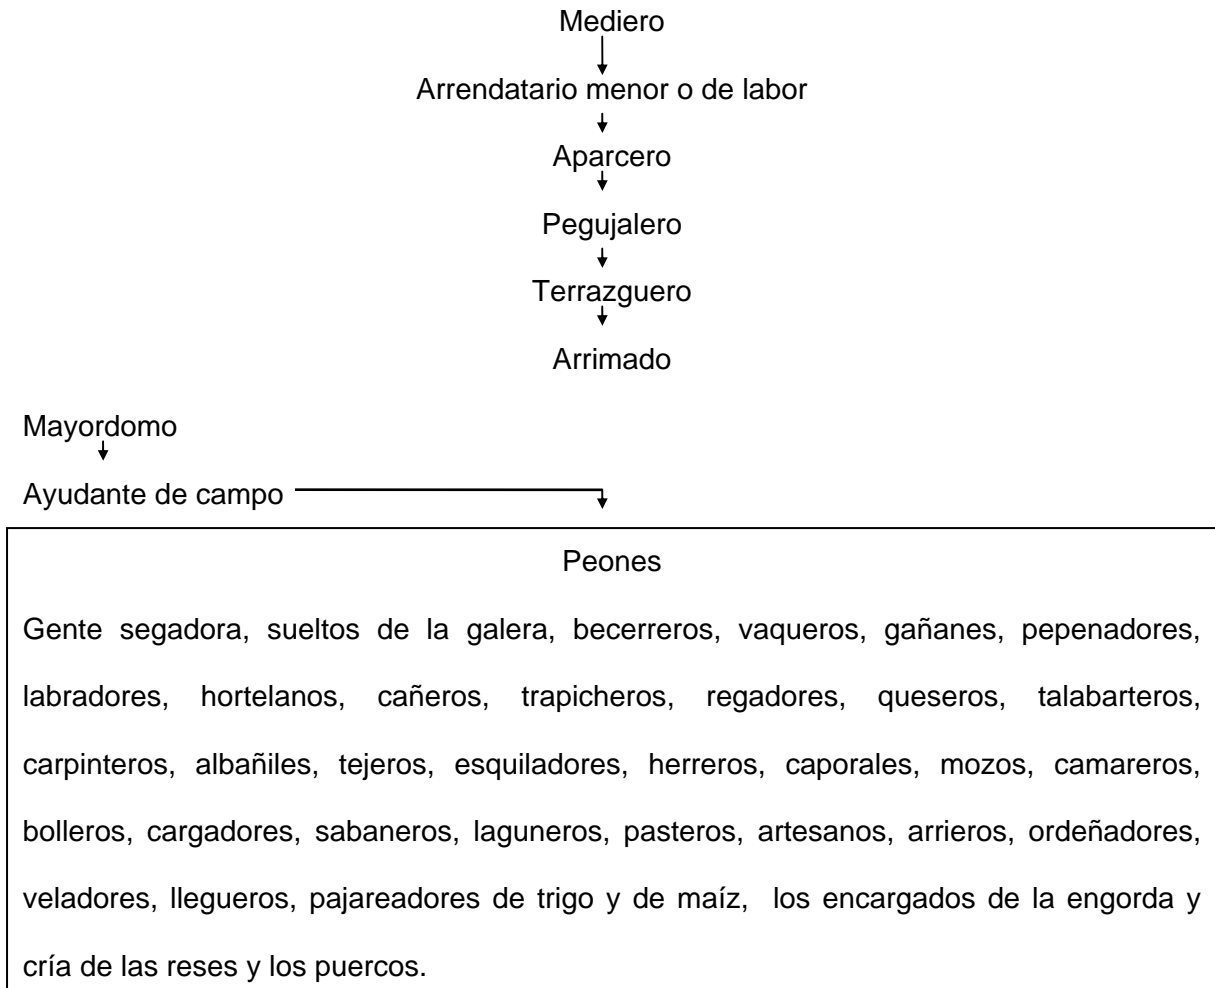 Mediero
Arrendatario menor o de labor
Aparcero
Pegujalero
Terrazguero
Arrimado
Mayordomo
Ayudante de campo
Peones
Gente segadora, sueltos de la galera, becerreros, vaqueros, gañanes, pepenadores,
labradores, hortelanos, cañeros, trapicheros, regadores, queseros, talabarteros,
carpinteros, albañiles, tejeros, esquiladores, herreros, caporales, mozos, camareros,
bolleros, cargadores, sabaneros, laguneros, pasteros, artesanos, arrieros, ordeñadores,
veladores, llegueros, pajareadores de trigo y de maíz, los encargados de la engorda y
cría de las reses y los puercos.